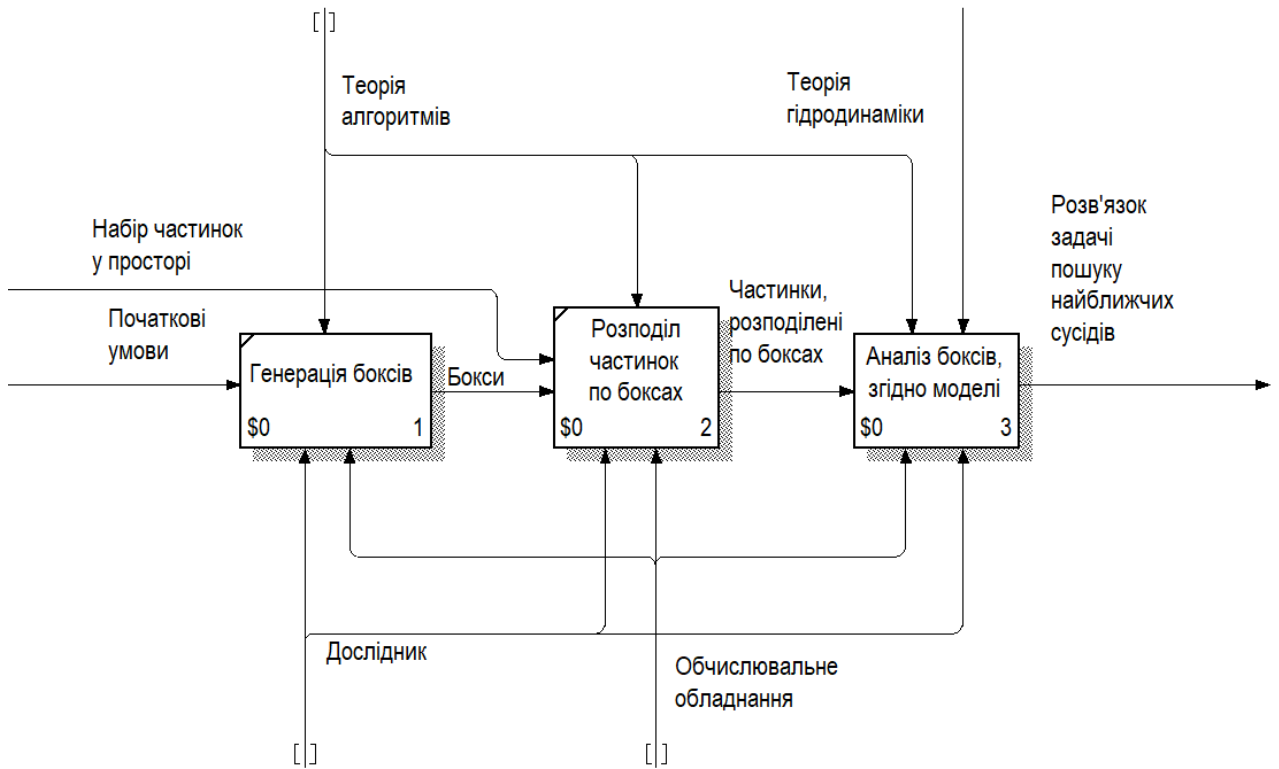 [ ]
Теорія
алгоритмів
Теорія
гідродинаміки
Набір частинок
у просторі
Початкові
умови
Генерація боксів
$0 1
Бокси
Розподіл
частинок
по боксах
$0 2
Частинки,
розподілені
по боксах
Аналіз боксів,
згідно моделі
$0 3
Розв'язок
задачі
пошуку
найближчих
сусідів
Дослідник
Обчислювальне
обладнання
[ ]
[ ]